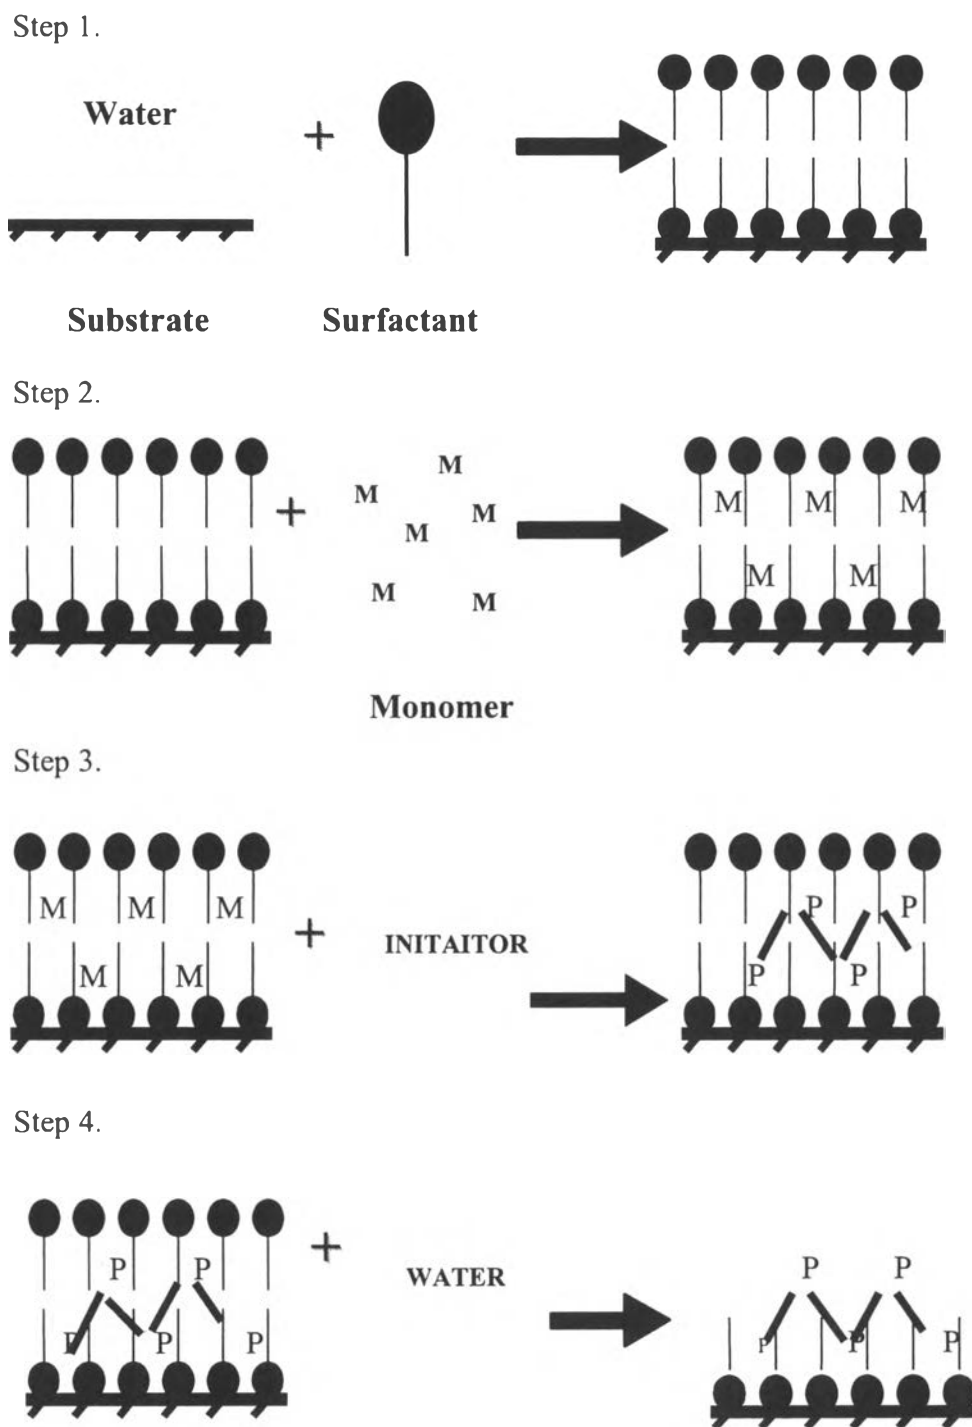 Step 1.
Water
+
Substrate Surfactant
Step 2.
+
M
M
M
M
M
M
M M M
M M
Monomer
Step 3.
M M M
M M
+
INITAITOR
P P
P P
Step 4.
+
P P
P P P
WATER
P P
P P P